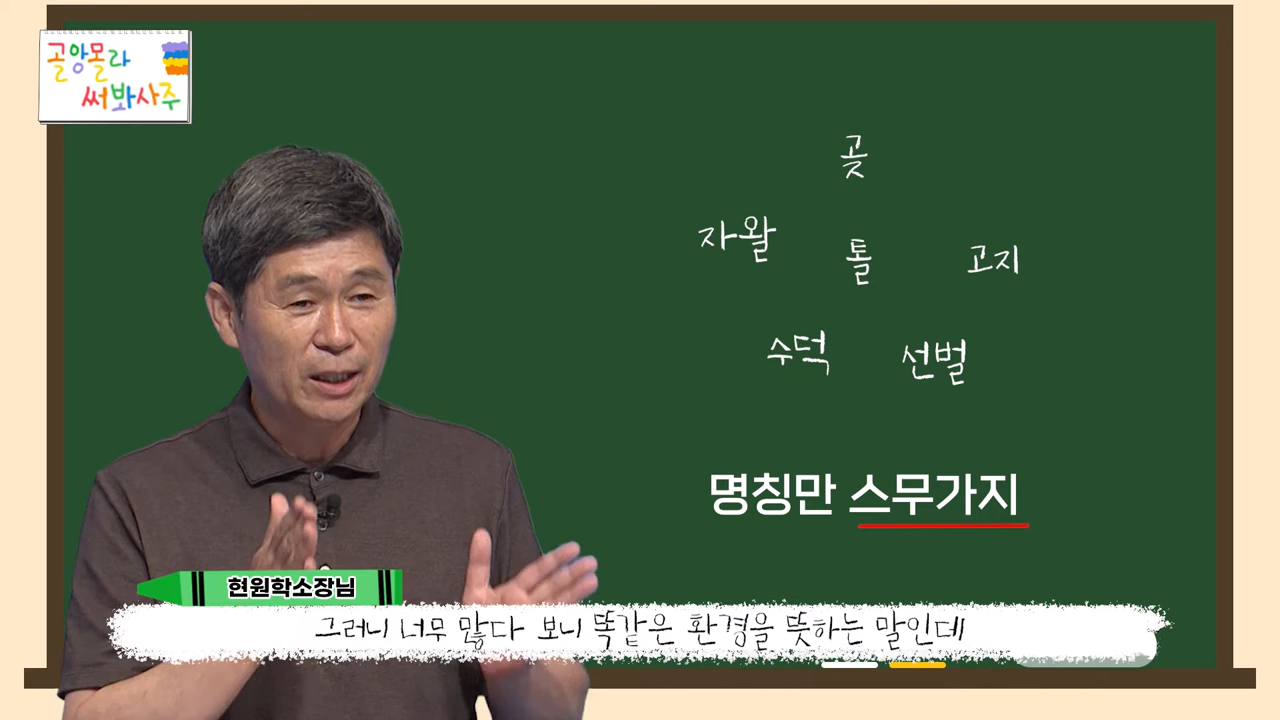 골앙몰라
써봐사주
곶
자왈
톨
고지
수덕
선벌
명칭만 스무가지
현원학소장님
그러니 너무 많다 보니 똑같은 환경을 뜻하는 말인데